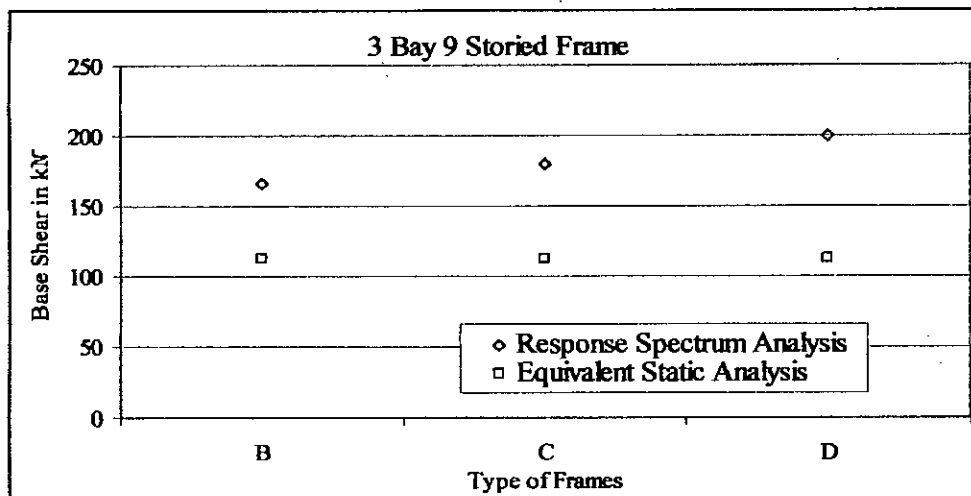 3 Bay 9 Storied Frame
250
200
150
100
50
0
Base Shear in kN
Response Spectrum Analysis
Equivalent Static Analysis
B C D
Type of Frames